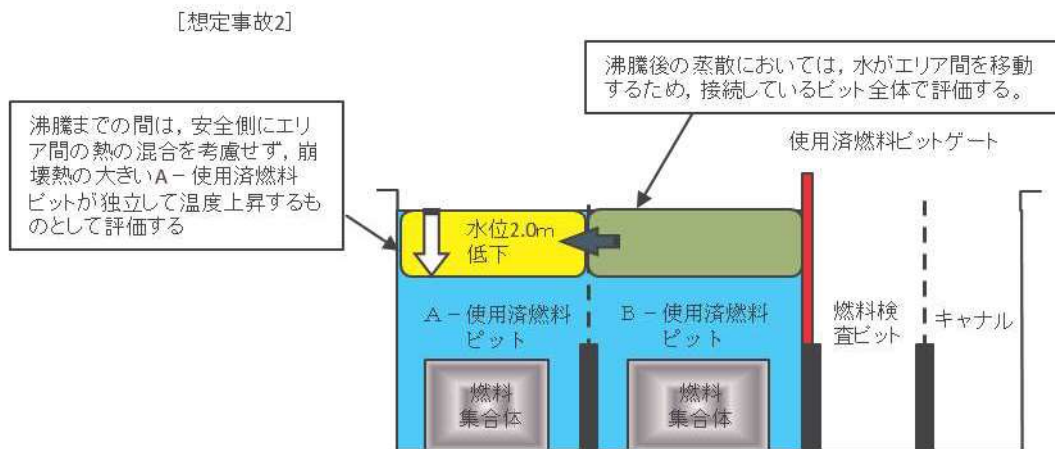 [想定事故2]
沸騰後の蒸散においては，水がエリア間を移動
するため，接続しているピット全体で評価する。
沸騰までの間は，安全側にエリ
ア間の熱の混合を考慮せず，崩
壊熱の大きいA－使用済燃料
ピットが独立して温度上昇するも
のとして評価する
使用済燃料ピットゲート
水位2.0m
低下
A－使用済燃料
ピット
B－使用済燃料
ピット
燃料検
査ピット
キャナル
燃料
集合体
燃料
集合体